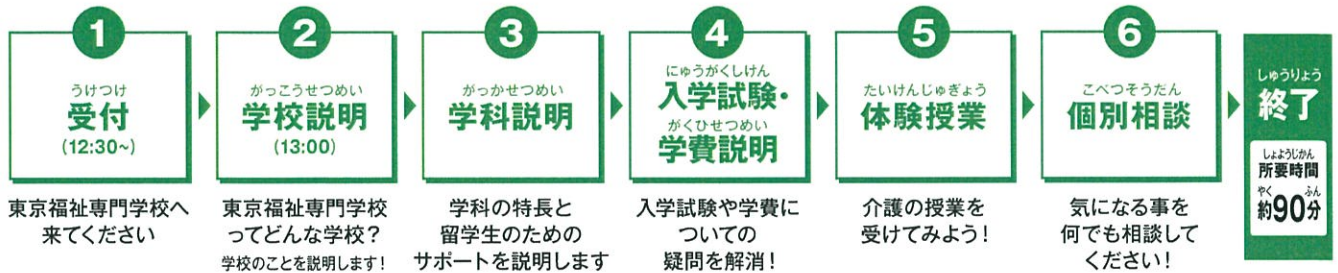 1
うけつけ
受付
(12:30~)
東京福祉専門学校へ
来てください
2
がっこうせつめい
学校説明
(13:00)
東京福祉専門学校
ってどんな学校?
学校のことを説明します!
3
がっかせつめい
学科説明
学科の特長と
留学生のための
サポートを説明します
4
にゅうがくしけん
入学試験・
がくひせつめい
学費説明
入学試験や学費に
ついての
疑問を解消!
5
たいけんじゅぎょう
体験授業
介護の授業を
受けてみよう!
6
こべつそうだん
個別相談
気になる事を
何でも相談して
ください!
しゅうりょう
終了
しょようじかん
所要時間
やく ふん
約90分